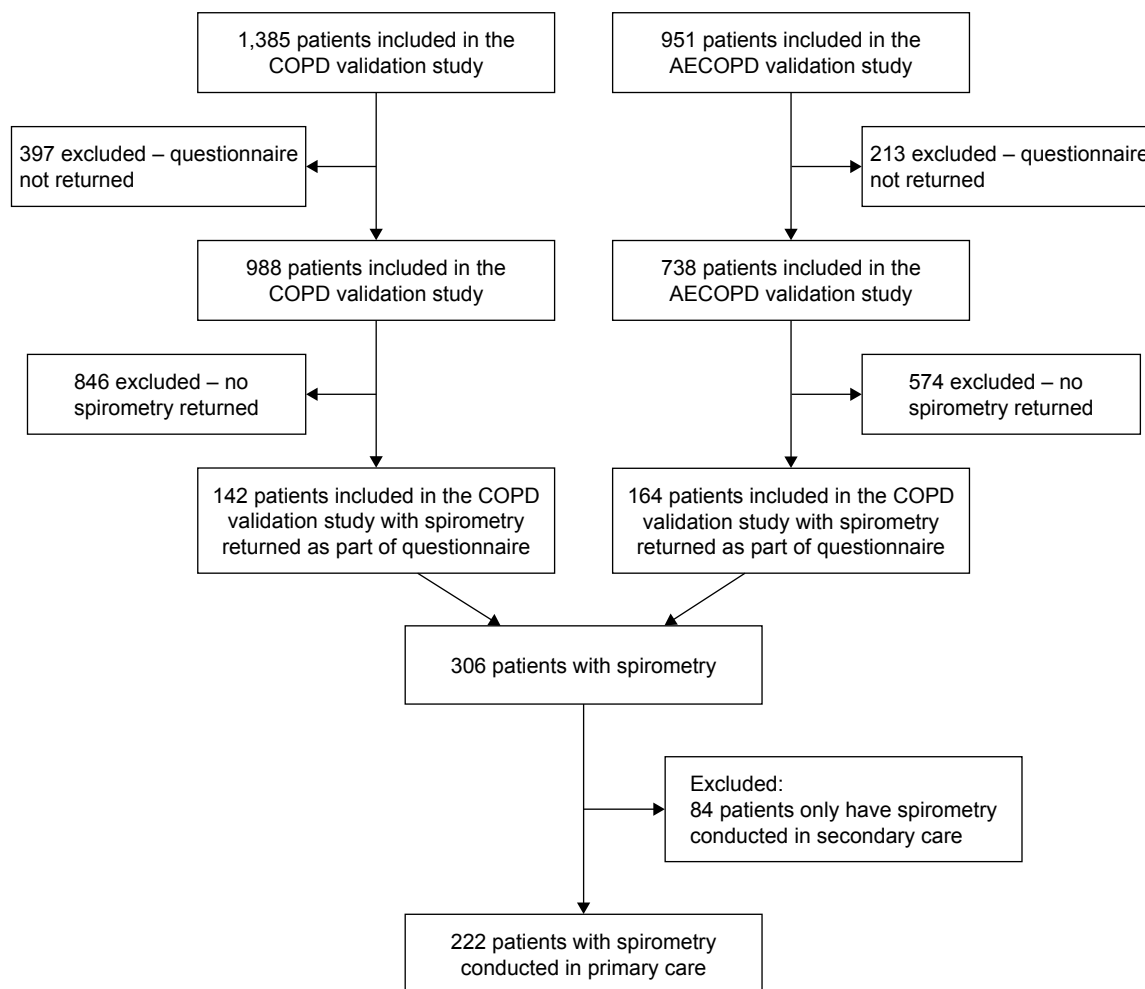 1,385 patients included in the
COPD validation study
951 patients included in the
AECOPD validation study
397 excluded – questionnaire
not returned
213 excluded – questionnaire
not returned
988 patients included in the
COPD validation study
738 patients included in the
AECOPD validation study
846 excluded – no
spirometry returned
574 excluded – no
spirometry returned
142 patients included in the COPD
validation study with spirometry
returned as part of questionnaire
164 patients included in the COPD
validation study with spirometry
returned as part of questionnaire
306 patients with spirometry
Excluded:
84 patients only have spirometry
conducted in secondary care
222 patients with spirometry
conducted in primary care